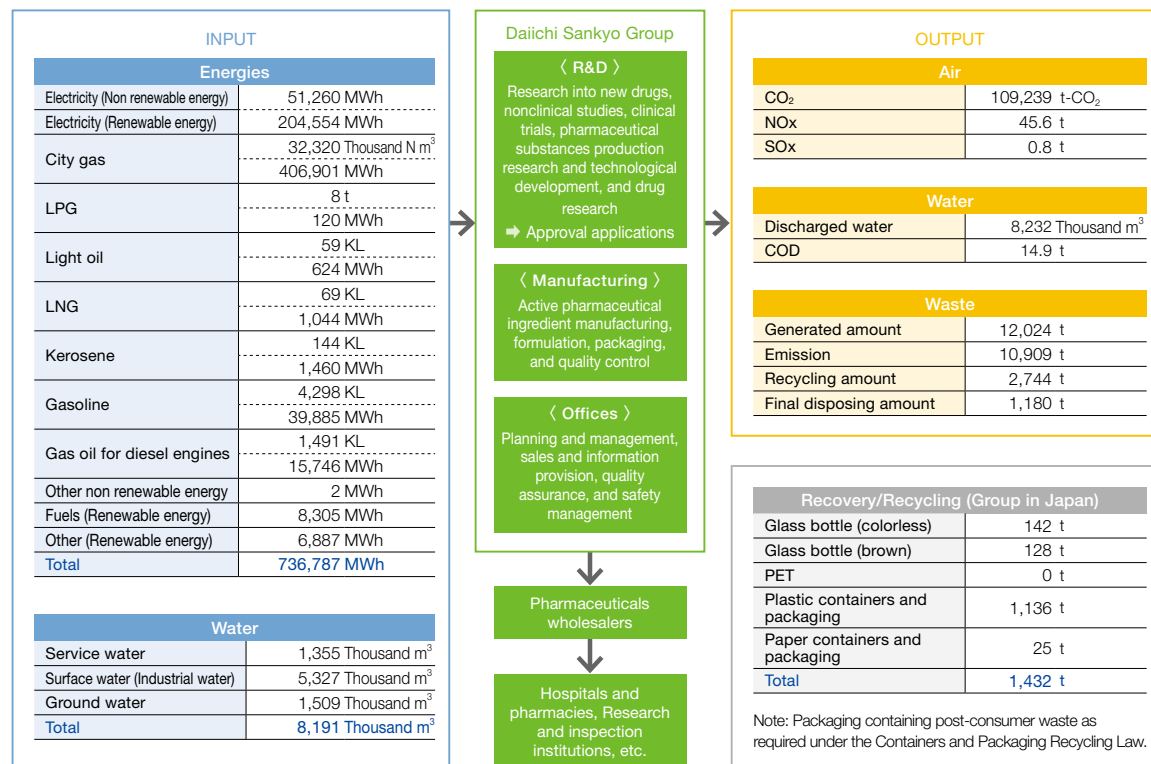 INPUT
Energies
Electricity (Non renewable energy) 51,260 MWh
Electricity (Renewable energy) 204,554 MWh
City gas 32,320 Thousand N m³
406,901 MWh
LPG 8 t
120 MWh
Light oil 59 KL
624 MWh
LNG 69 KL
1,044 MWh
Kerosene 144 KL
1,460 MWh
Gasoline 4,298 KL
39,885 MWh
Gas oil for diesel engines 1,491 KL
15,746 MWh
Other non renewable energy 2 MWh
Fuels (Renewable energy) 8,305 MWh
Other (Renewable energy) 6,887 MWh
Total 736,787 MWh
Water
Service water 1,355 Thousand m³
Surface water (Industrial water) 5,327 Thousand m³
Ground water 1,509 Thousand m³
Total 8,191 Thousand m³
Daiichi Sankyo Group
〈 R&D 〉
Research into new drugs,
nonclinical studies, clinical
trials, pharmaceutical
substances production
research and technological
development, and drug
research
➡ Approval applications
〈 Manufacturing 〉
Active pharmaceutical
ingredient manufacturing,
formulation, packaging,
and quality control
〈 Offices 〉
Planning and management,
sales and information
provision, quality
assurance, and safety
management
Pharmaceuticals
wholesalers
Hospitals and
pharmacies, Research
and inspection
institutions, etc.
OUTPUT
Air
CO₂ 109,239 t-CO₂
NOx 45.6 t
SOx 0.8 t
Water
Discharged water 8,232 Thousand m³
COD 14.9 t
Waste
Generated amount 12,024 t
Emission 10,909 t
Recycling amount 2,744 t
Final disposing amount 1,180 t
Recovery/Recycling (Group in Japan)
Glass bottle (colorless) 142 t
Glass bottle (brown) 128 t
PET 0 t
Plastic containers and
packaging 1,136 t
Paper containers and
packaging 25 t
Total 1,432 t
Note: Packaging containing post-consumer waste as
required under the Containers and Packaging Recycling Law.